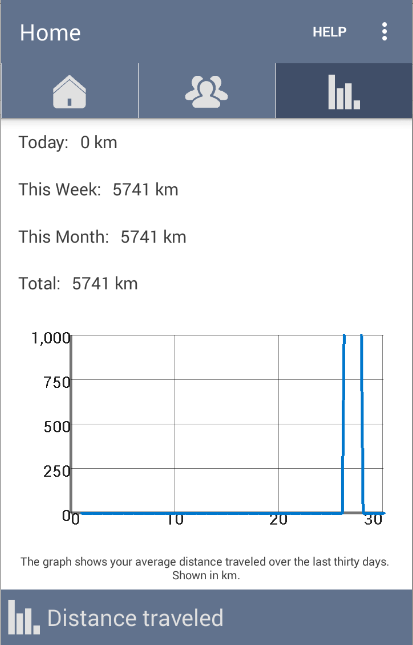 Home HELP
Today: 0 km
This Week: 5741 km
This Month: 5741 km
Total: 5741 km
1,000
750
500
250
0
0 10 20 30
The graph shows your average distance traveled over the last thirty days.
Shown in km.
Distance traveled